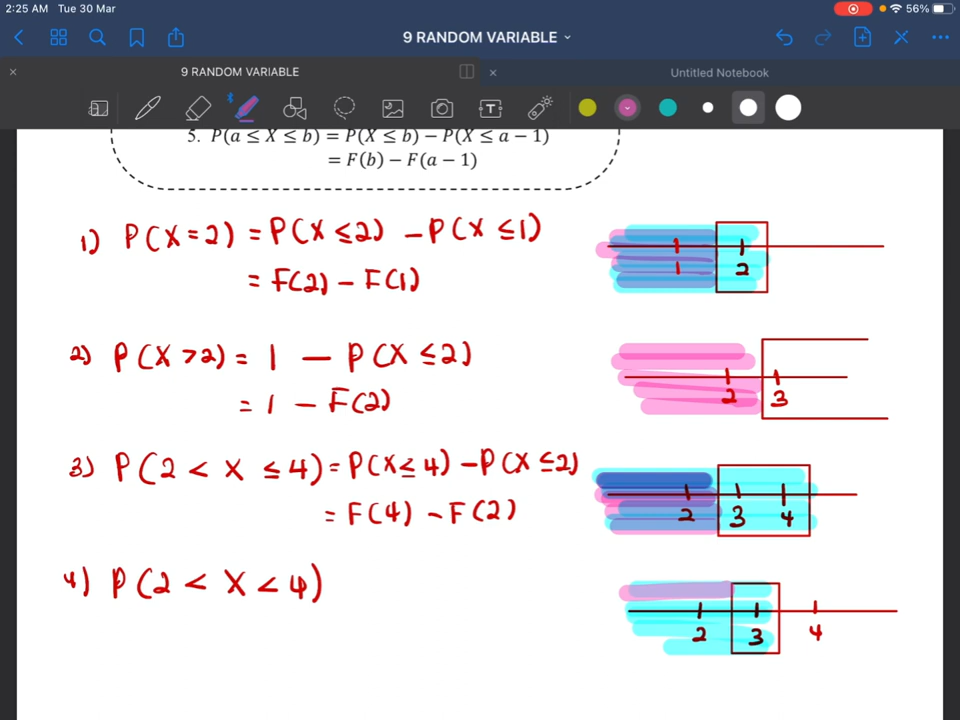 2:25 AM Tue 30 Mar 56%
9 RANDOM VARIABLE
9 RANDOM VARIABLE Untitled Notebook
5. P(a ≤ X ≤ b) = P(X ≤ b) − P(X ≤ a − 1)
= F(b) − F(a − 1)
1) P(X=2) = P(X ≤2) − P(X ≤1)
1 2
= F(2) − F(1)
2) P(X >2) = 1 − P(X ≤2)
2 3
= 1 − F(2)
3) P(2 < X ≤4) = P(X≤4) − P(X ≤2)
2 3 4
= F(4) − F(2)
4) P(2 < X < 4)
2 3 4